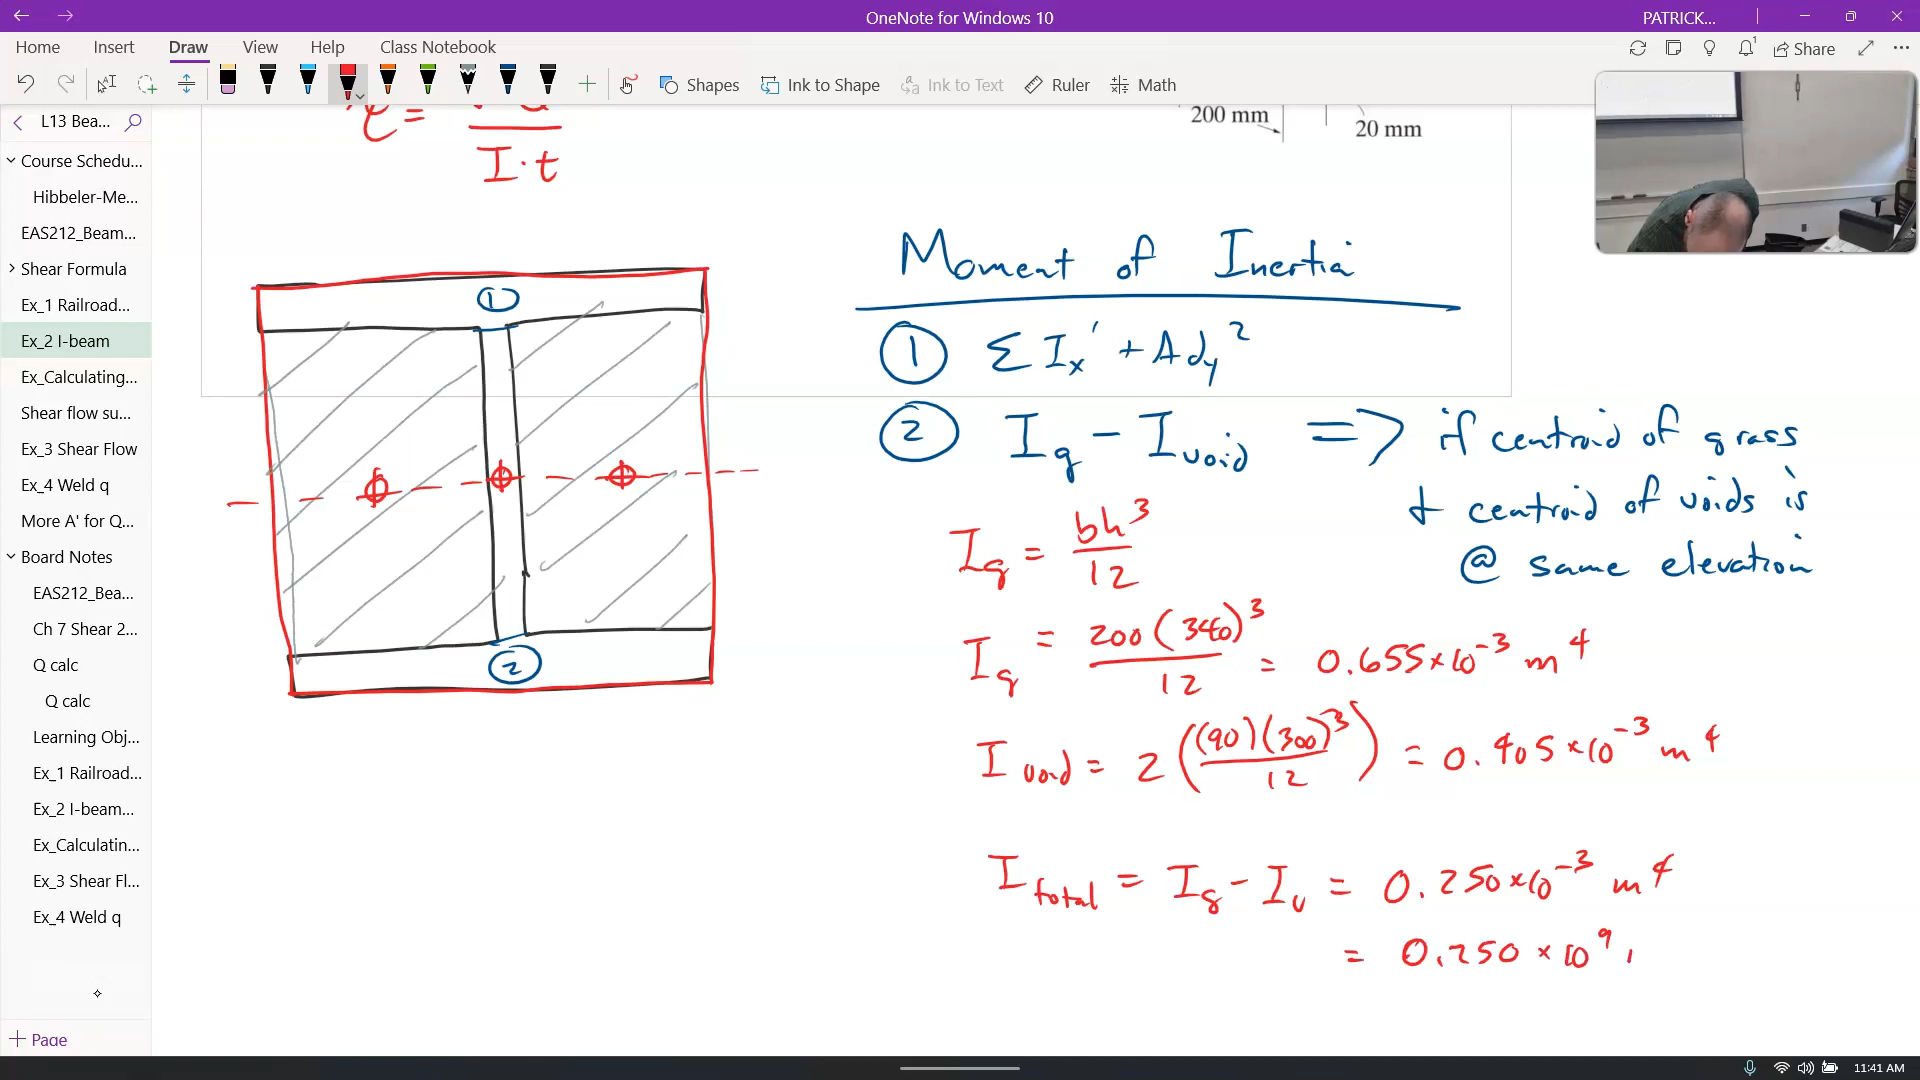 OneNote for Windows 10
PATRICK...
Home Insert Draw View Help Class Notebook
Share
Shapes Ink to Shape Ink to Text Ruler Math
L13 Bea...
Course Schedu...
Hibbeler-Me...
EAS212_Beam...
Shear Formula
Ex_1 Railroad...
Ex_2 I-beam
Ex_Calculating...
Shear flow su...
Ex_3 Shear Flow
Ex_4 Weld q
More A' for Q...
Board Notes
EAS212_Bea...
Ch 7 Shear 2...
Q calc
Q calc
Learning Obj...
Ex_1 Railroad...
Ex_2 I-beam...
Ex_Calculatin...
Ex_3 Shear Fl...
Ex_4 Weld q
Page
I·t
200 mm
20 mm
1
2
Moment of Inertia
① Σ Ix' + Ady²
② Ig - Ivoid => if centroid of gross
& centroid of voids is
@ same elevation
Ig = bh³/12
Ig = 200(340)³/12 = 0.655×10⁻³ m⁴
Ivoid = 2((90)(300)³/12) = 0.405×10⁻³ m⁴
Itotal = Ig - Iv = 0.250×10⁻³ m⁴
= 0.250×10⁹
11:41 AM